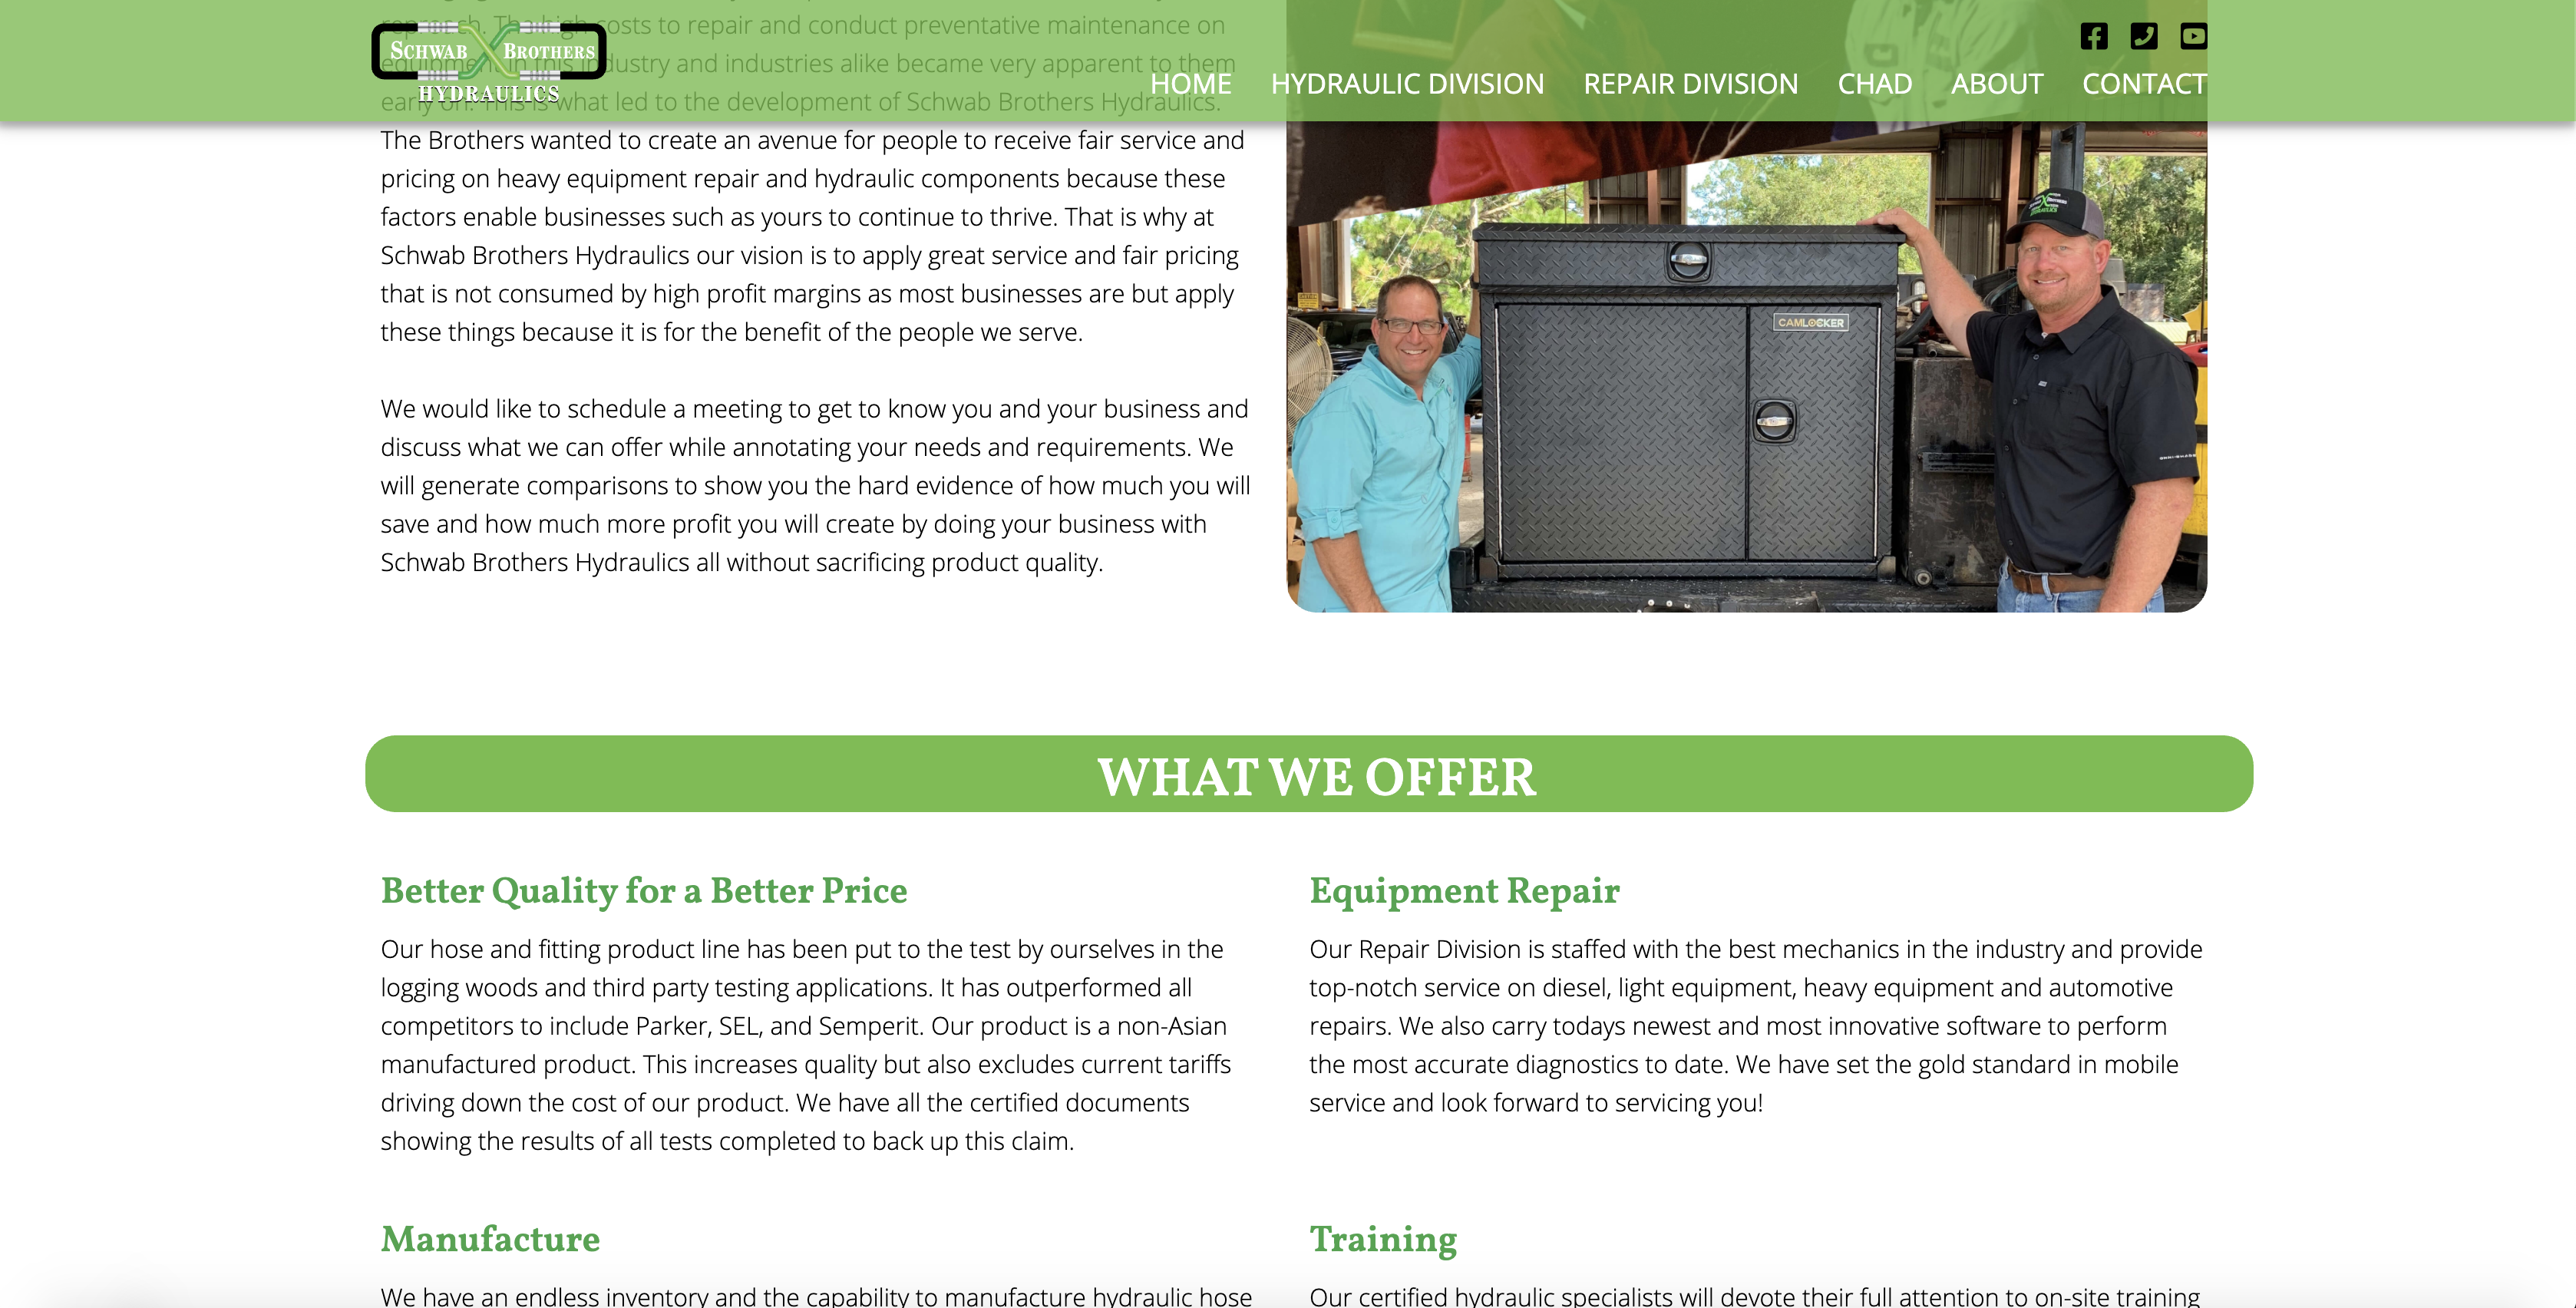 reproach. The high costs to repair and conduct preventative maintenance on
equipment in this industry and industries alike became very apparent to them
early on. This is what led to the development of Schwab Brothers Hydraulics.
SCHWAB BROTHERS
HYDRAULICS
HOME HYDRAULIC DIVISION REPAIR DIVISION CHAD ABOUT CONTACT
The Brothers wanted to create an avenue for people to receive fair service and
pricing on heavy equipment repair and hydraulic components because these
factors enable businesses such as yours to continue to thrive. That is why at
Schwab Brothers Hydraulics our vision is to apply great service and fair pricing
that is not consumed by high profit margins as most businesses are but apply
these things because it is for the benefit of the people we serve.
We would like to schedule a meeting to get to know you and your business and
discuss what we can offer while annotating your needs and requirements. We
will generate comparisons to show you the hard evidence of how much you will
save and how much more profit you will create by doing your business with
Schwab Brothers Hydraulics all without sacrificing product quality.
CAMLOCKER
WHAT WE OFFER
Better Quality for a Better Price
Our hose and fitting product line has been put to the test by ourselves in the
logging woods and third party testing applications. It has outperformed all
competitors to include Parker, SEL, and Semperit. Our product is a non-Asian
manufactured product. This increases quality but also excludes current tariffs
driving down the cost of our product. We have all the certified documents
showing the results of all tests completed to back up this claim.
Equipment Repair
Our Repair Division is staffed with the best mechanics in the industry and provide
top-notch service on diesel, light equipment, heavy equipment and automotive
repairs. We also carry todays newest and most innovative software to perform
the most accurate diagnostics to date. We have set the gold standard in mobile
service and look forward to servicing you!
Manufacture
We have an endless inventory and the capability to manufacture hydraulic hose
Training
Our certified hydraulic specialists will devote their full attention to on-site training